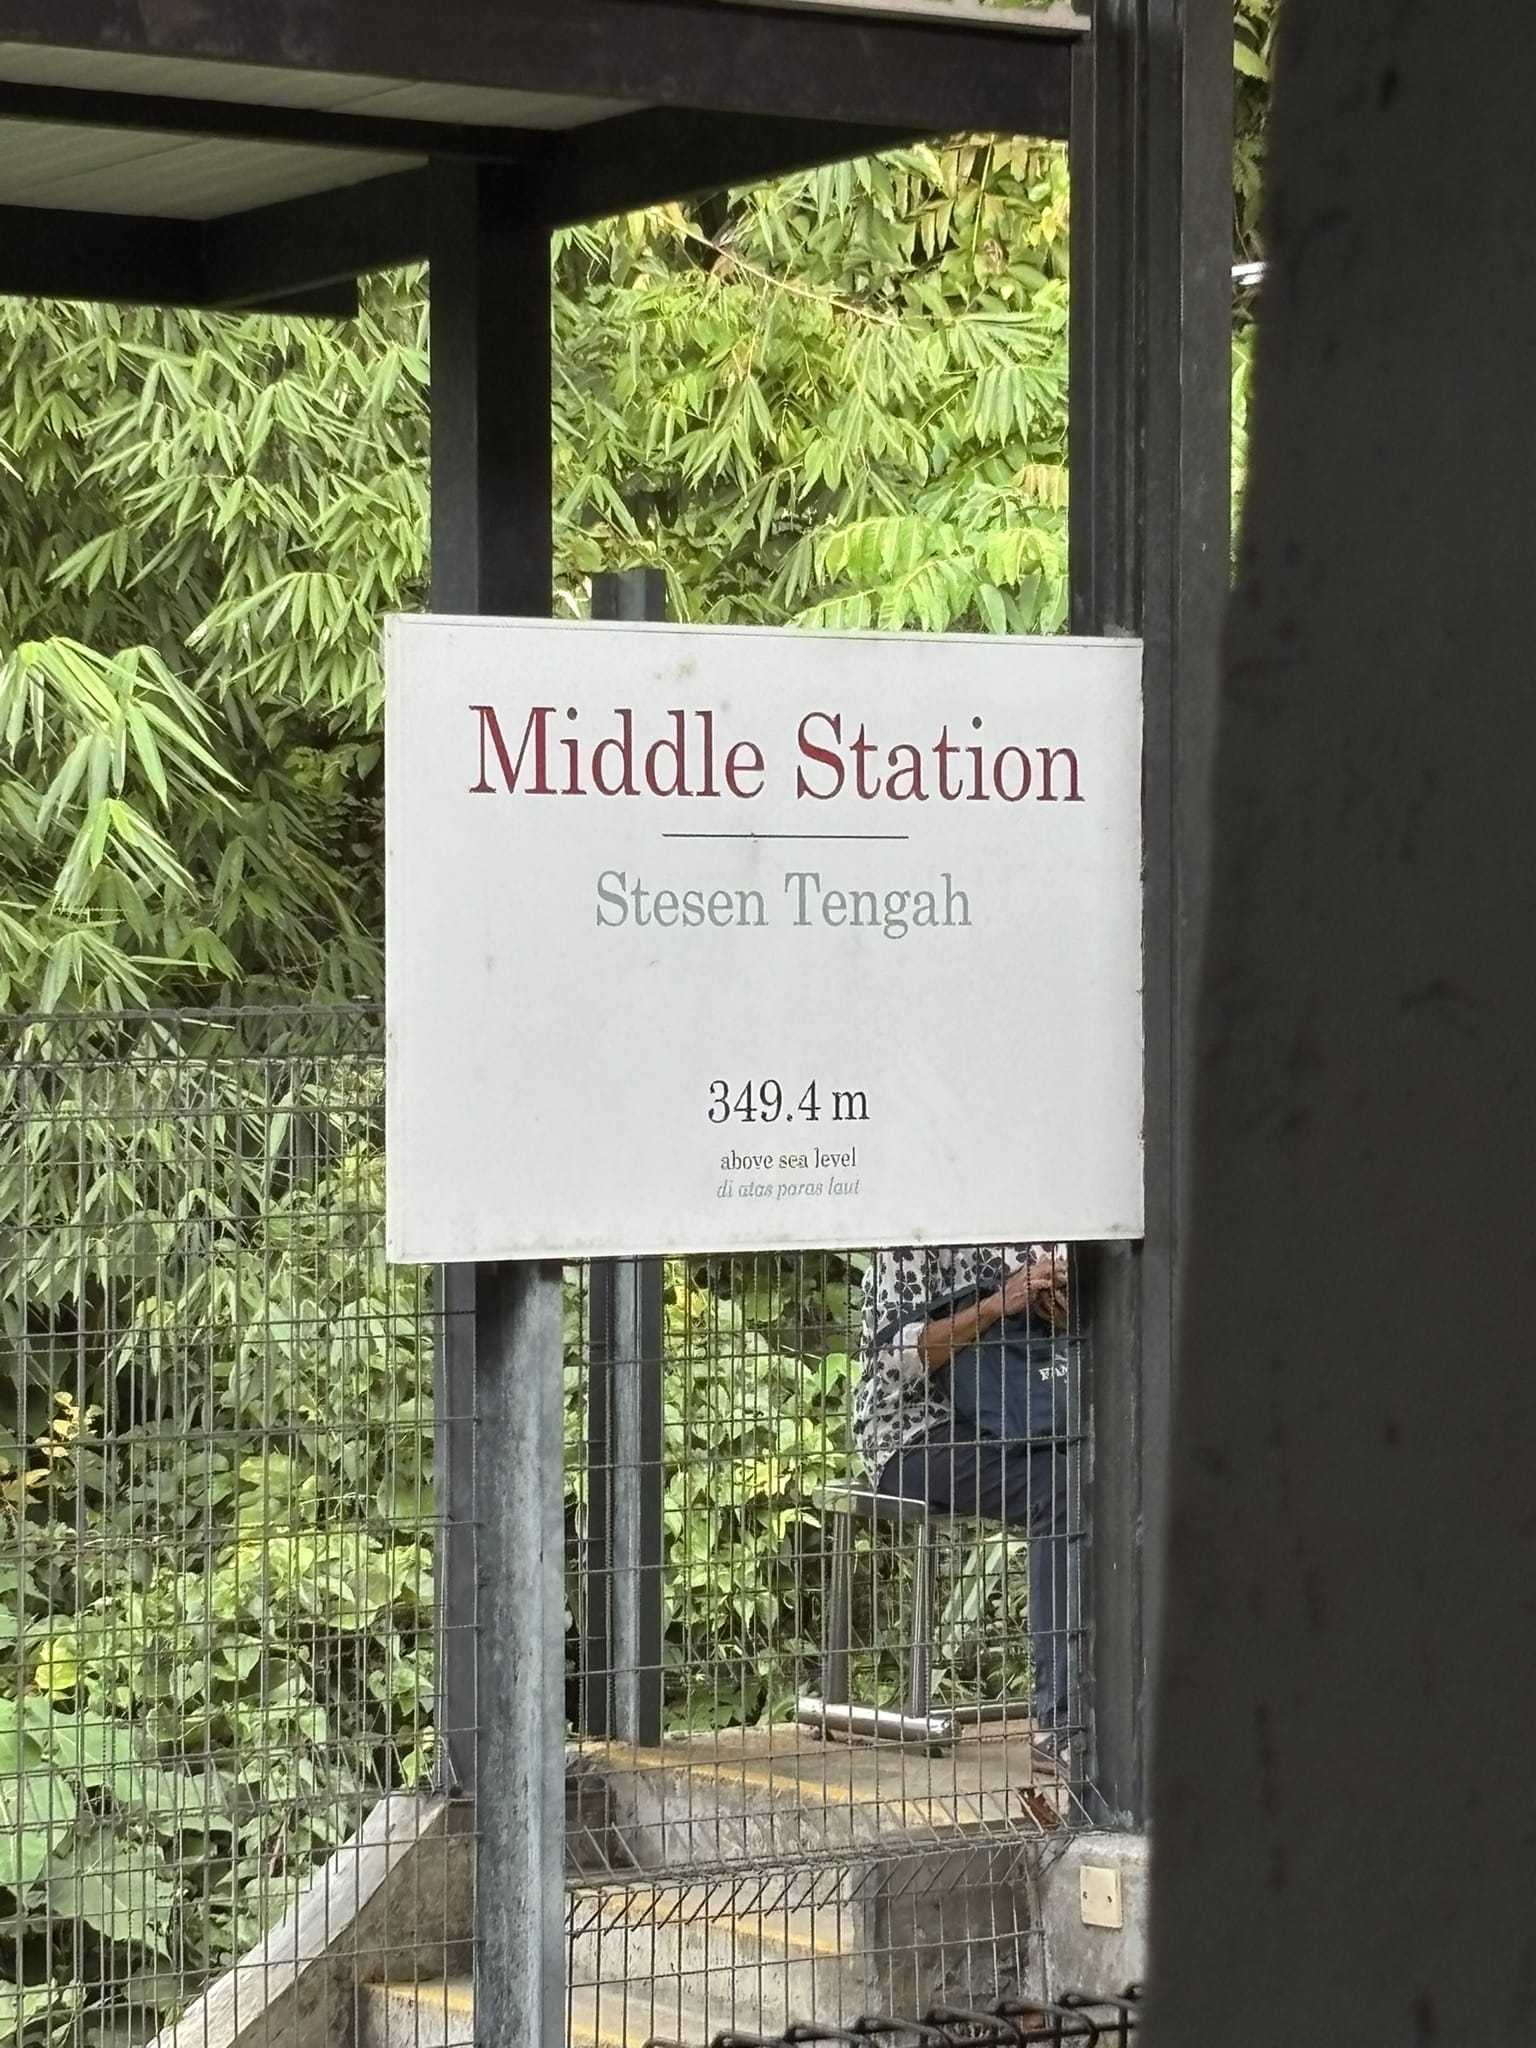 Middle Station
Stesen Tengah
349.4 m
above sea level
di atas paras laut